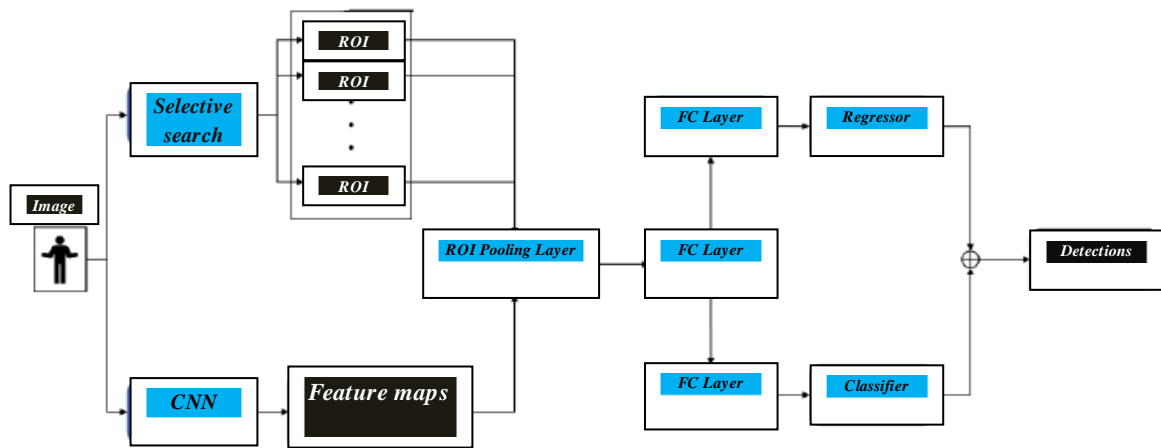 ROI
ROI
Selective
search
ROI
Image
CNN
Feature maps
ROI Pooling Layer
FC Layer
FC Layer
FC Layer
Regressor
Classifier
Detections